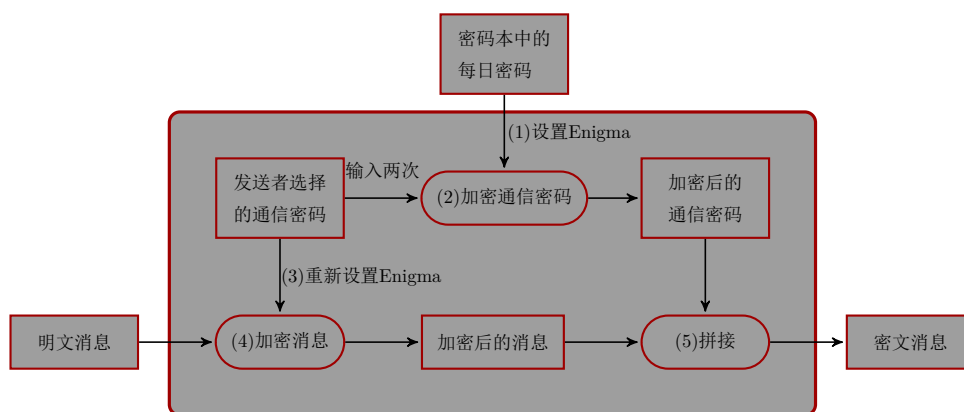 密码本中的
每日密码
(1)设置Enigma
发送者选择
的通信密码
输入两次
(2)加密通信密码
加密后的
通信密码
(3)重新设置Enigma
明文消息
(4)加密消息
加密后的消息
(5)拼接
密文消息